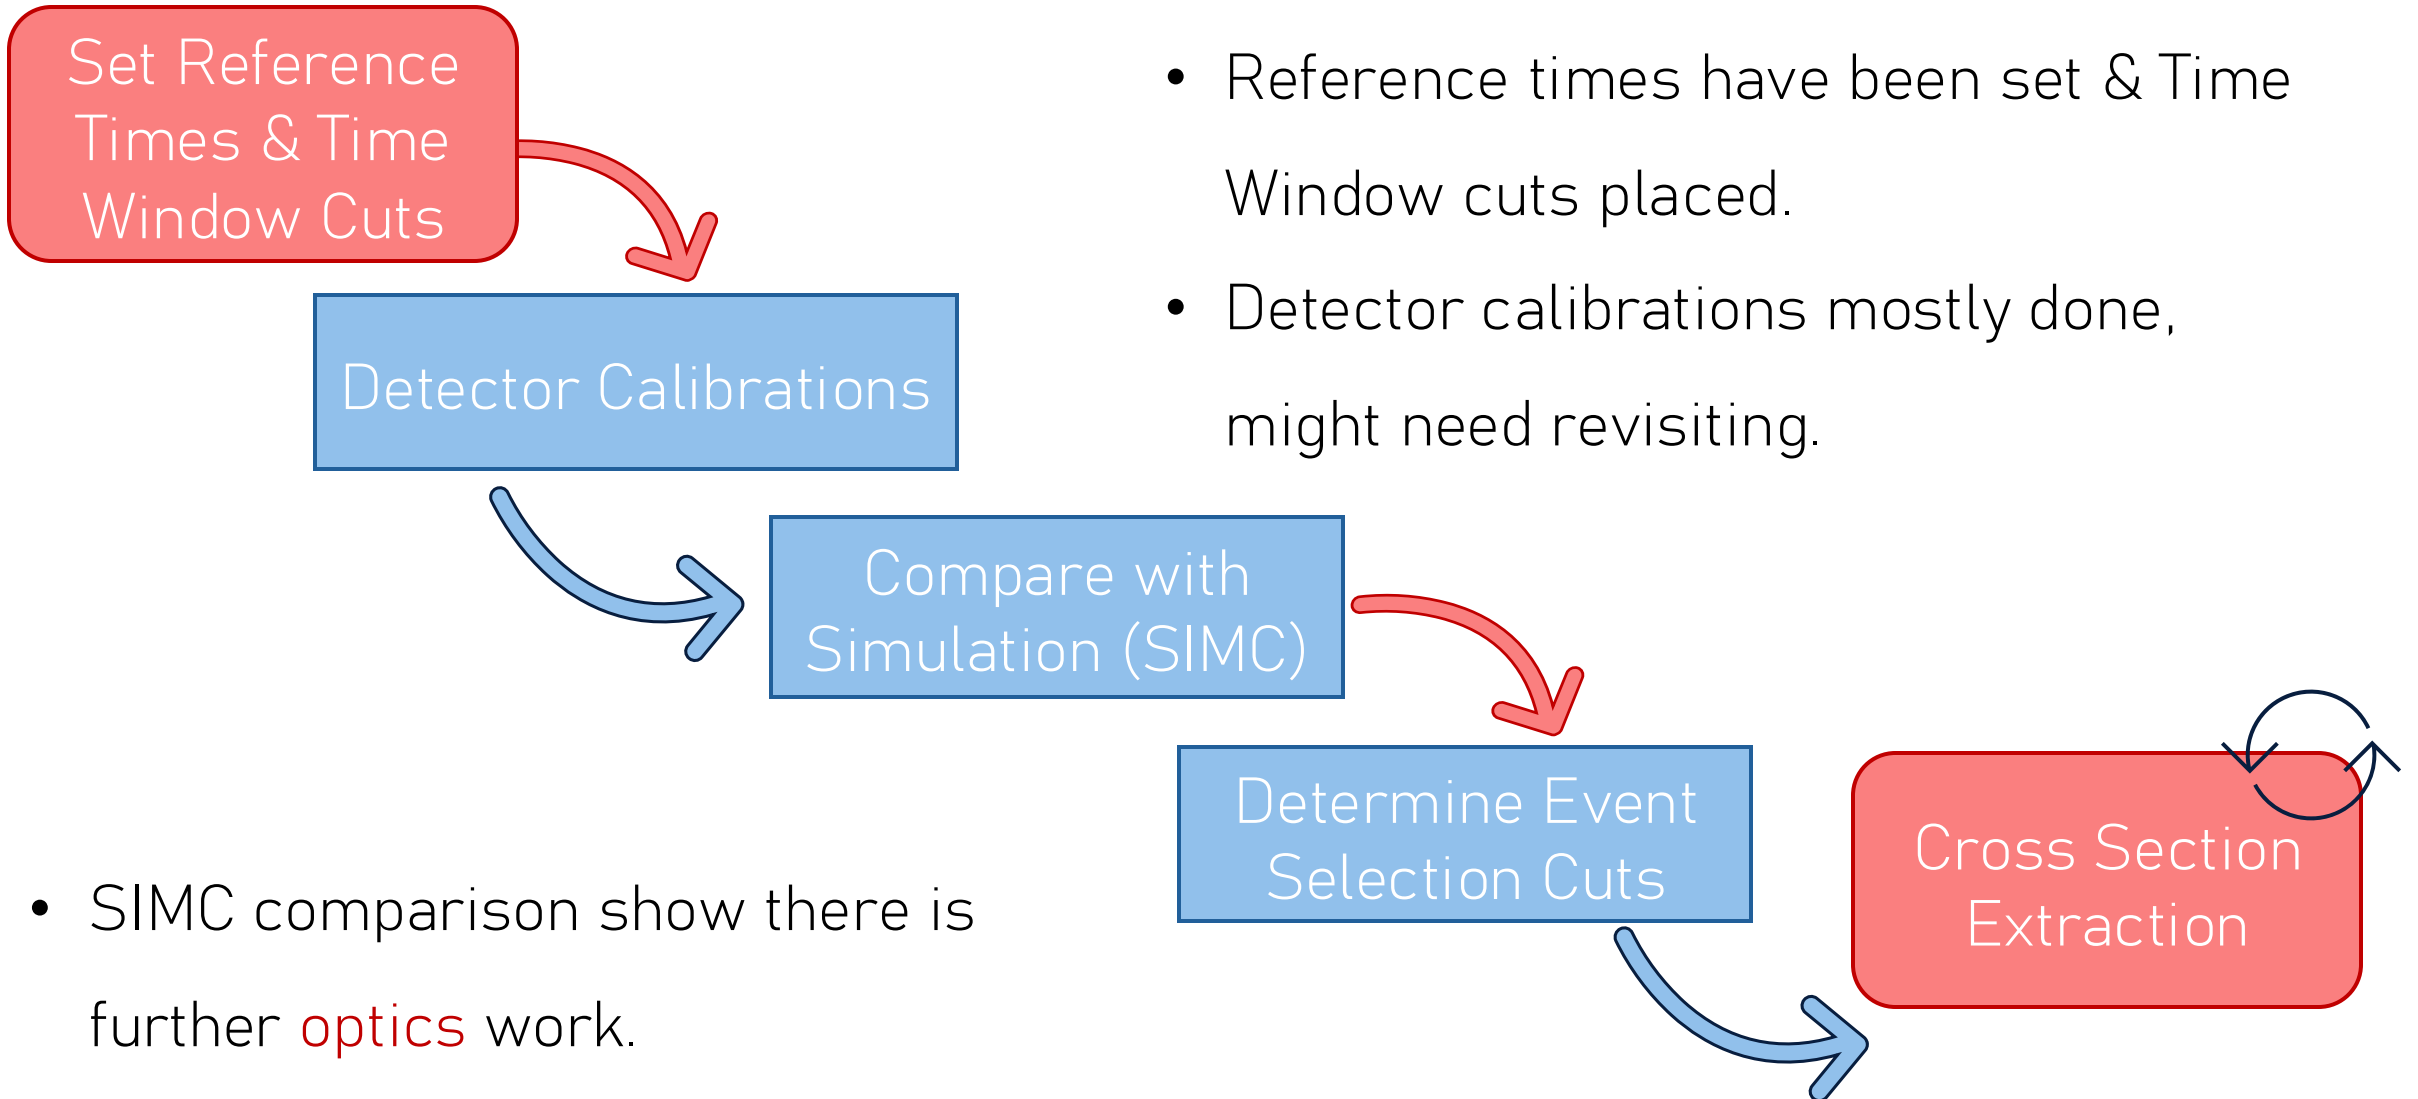 Set Reference
Times & Time
Window Cuts
• Reference times have been set & Time
Window cuts placed.
• Detector calibrations mostly done,
might need revisiting.
Detector Calibrations
Compare with
Simulation (SIMC)
Determine Event
Selection Cuts
Cross Section
Extraction
• SIMC comparison show there is
further optics work.